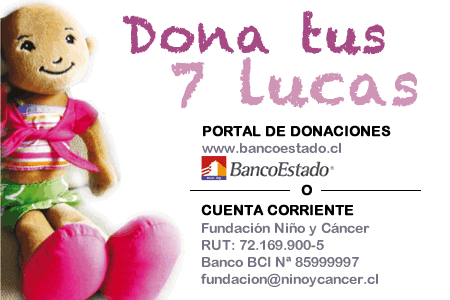 Dona tus
7 lucas
PORTAL DE DONACIONES
www.bancoestado.cl
BancoEstado®
O
CUENTA CORRIENTE
Fundación Niño y Cáncer
RUT: 72.169.900-5
Banco BCI Nª 85999997
fundacion@ninoycancer.cl